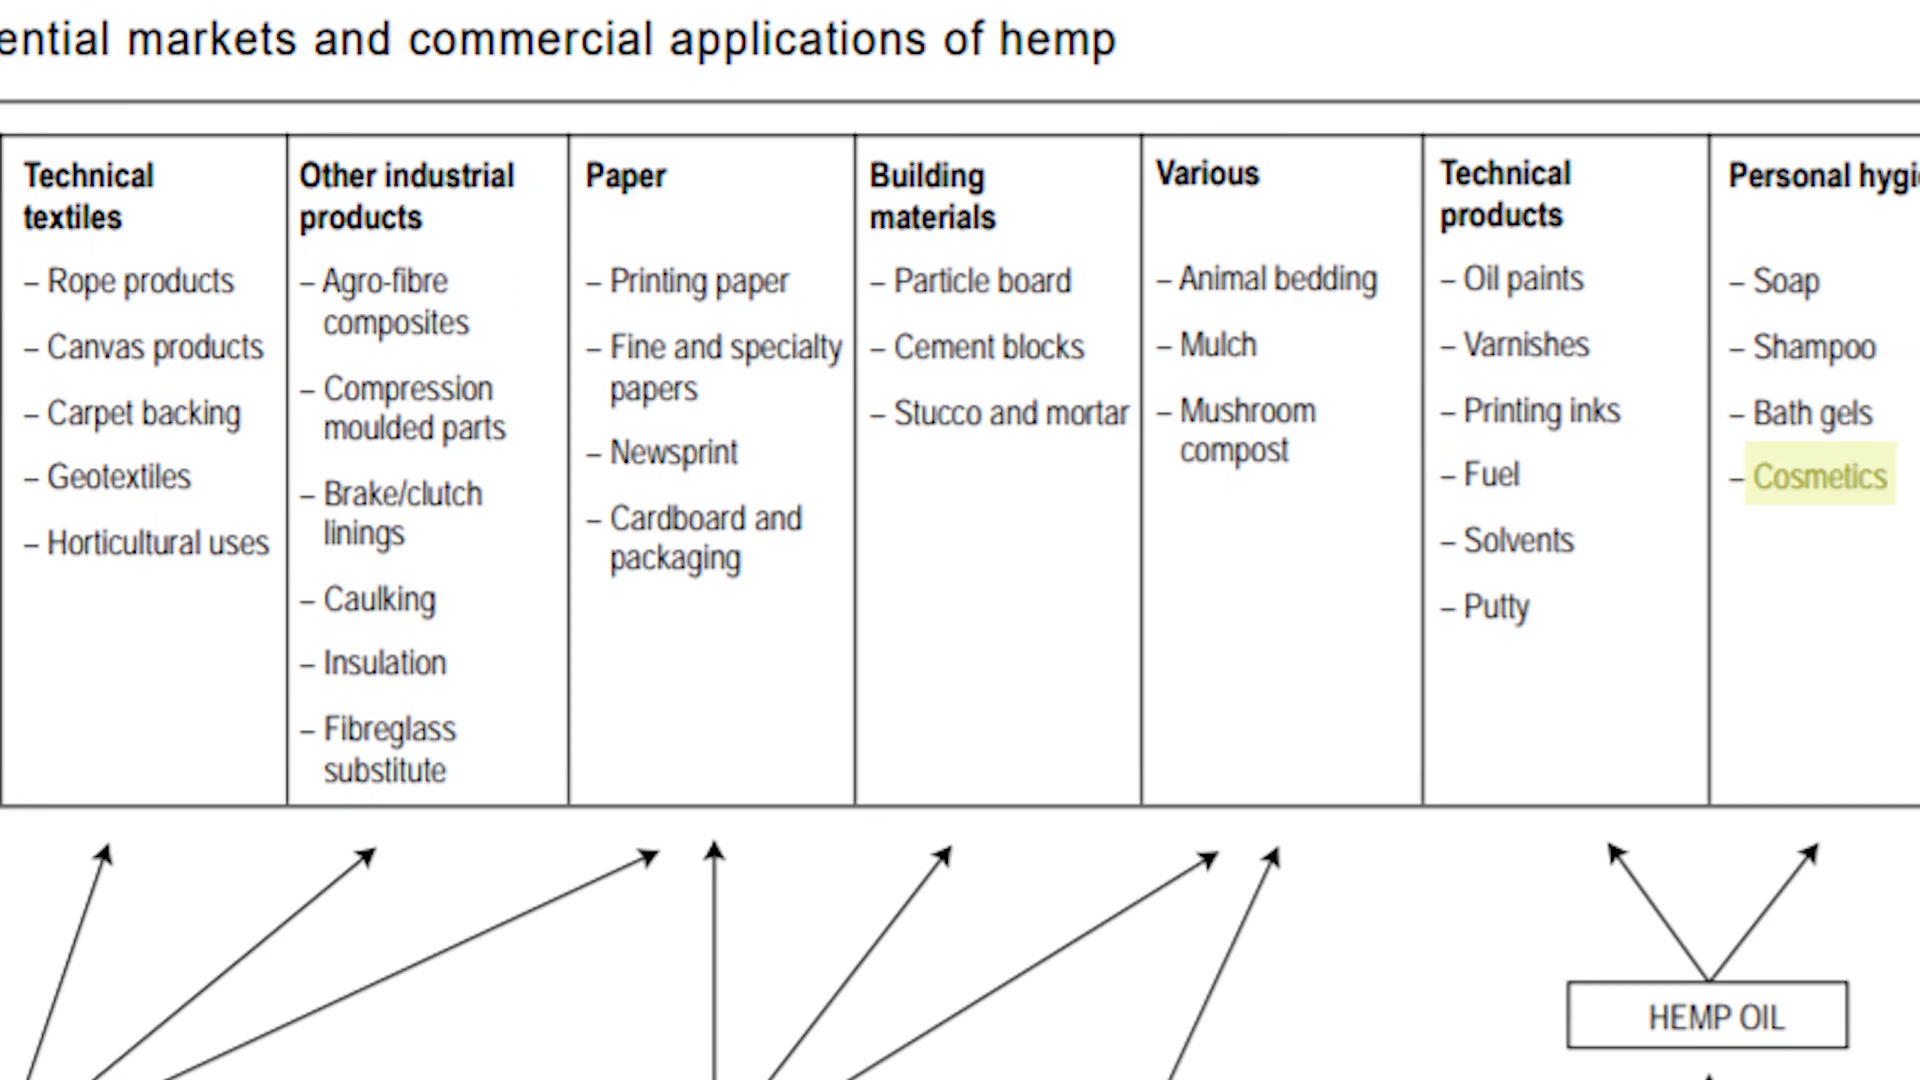 ential markets and commercial applications of hemp
Technical
textiles
– Rope products
– Canvas products
– Carpet backing
– Geotextiles
– Horticultural uses
Other industrial
products
– Agro-fibre
composites
– Compression
moulded parts
– Brake/clutch
linings
– Caulking
– Insulation
– Fibreglass
substitute
Paper
– Printing paper
– Fine and specialty
papers
– Newsprint
– Cardboard and
packaging
Building
materials
– Particle board
– Cement blocks
– Stucco and mortar
Various
– Animal bedding
– Mulch
– Mushroom
compost
Technical
products
– Oil paints
– Varnishes
– Printing inks
– Fuel
– Solvents
– Putty
Personal hygi
– Soap
– Shampoo
– Bath gels
– Cosmetics
HEMP OIL